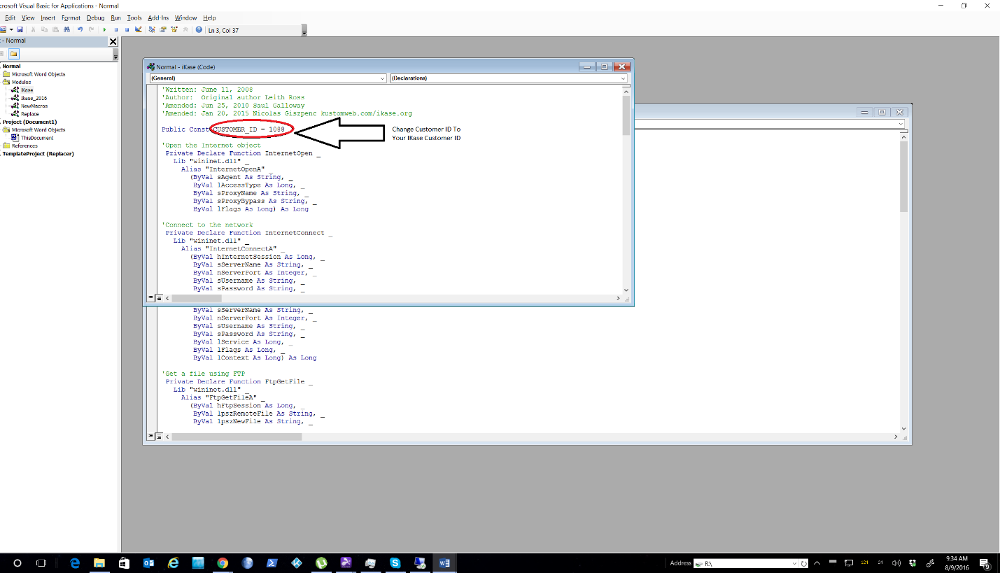 crosoft Visual Basic for Applications - Normal
Edit View Insert Format Debug Run Tools Add-Ins Window Help
Ln 3, Col 37
- Normal
Normal
Microsoft Word Objects
Modules
iKase
Ikase_2016
NewMacros
Replace
Project (Document1)
Microsoft Word Objects
ThisDocument
References
TemplateProject (Replacer)
Normal - iKase (Code)
(General) (Declarations)
'Written: June 11, 2008
'Author:  Original author Leith Ross
'Amended: Jun 25, 2010 Saul Galloway
'Amended: Jan 20, 2015 Nicolas Giszpenc kustomweb.com/ikase.org
Public Const CUSTOMER_ID = 1088
Change Customer ID To
Your IKase Customer ID
'Open the Internet object
Private Declare Function InternetOpen _
Lib "wininet.dll" _
Alias "InternetOpenA" _
(ByVal sAgent As String, _
ByVal lAccessType As Long, _
ByVal sProxyName As String, _
ByVal sProxyBypass As String, _
ByVal lFlags As Long) As Long
'Connect to the network
Private Declare Function InternetConnect _
Lib "wininet.dll" _
Alias "InternetConnectA" _
(ByVal hInternetSession As Long, _
ByVal sServerName As String, _
ByVal nServerPort As Integer, _
ByVal sUsername As String, _
ByVal sPassword As String, _
ByVal sServerName As String, _
ByVal nServerPort As Integer, _
ByVal sUsername As String, _
ByVal sPassword As String, _
ByVal lService As Long, _
ByVal lFlags As Long, _
ByVal lContext As Long) As Long
'Get a file using FTP
Private Declare Function FtpGetFile _
Lib "wininet.dll" _
Alias "FtpGetFileA" _
(ByVal hFtpSession As Long, _
ByVal lpszRemoteFile As String, _
ByVal lpszNewFile As String, _
Address R:\
9:34 AM
8/9/2016
9